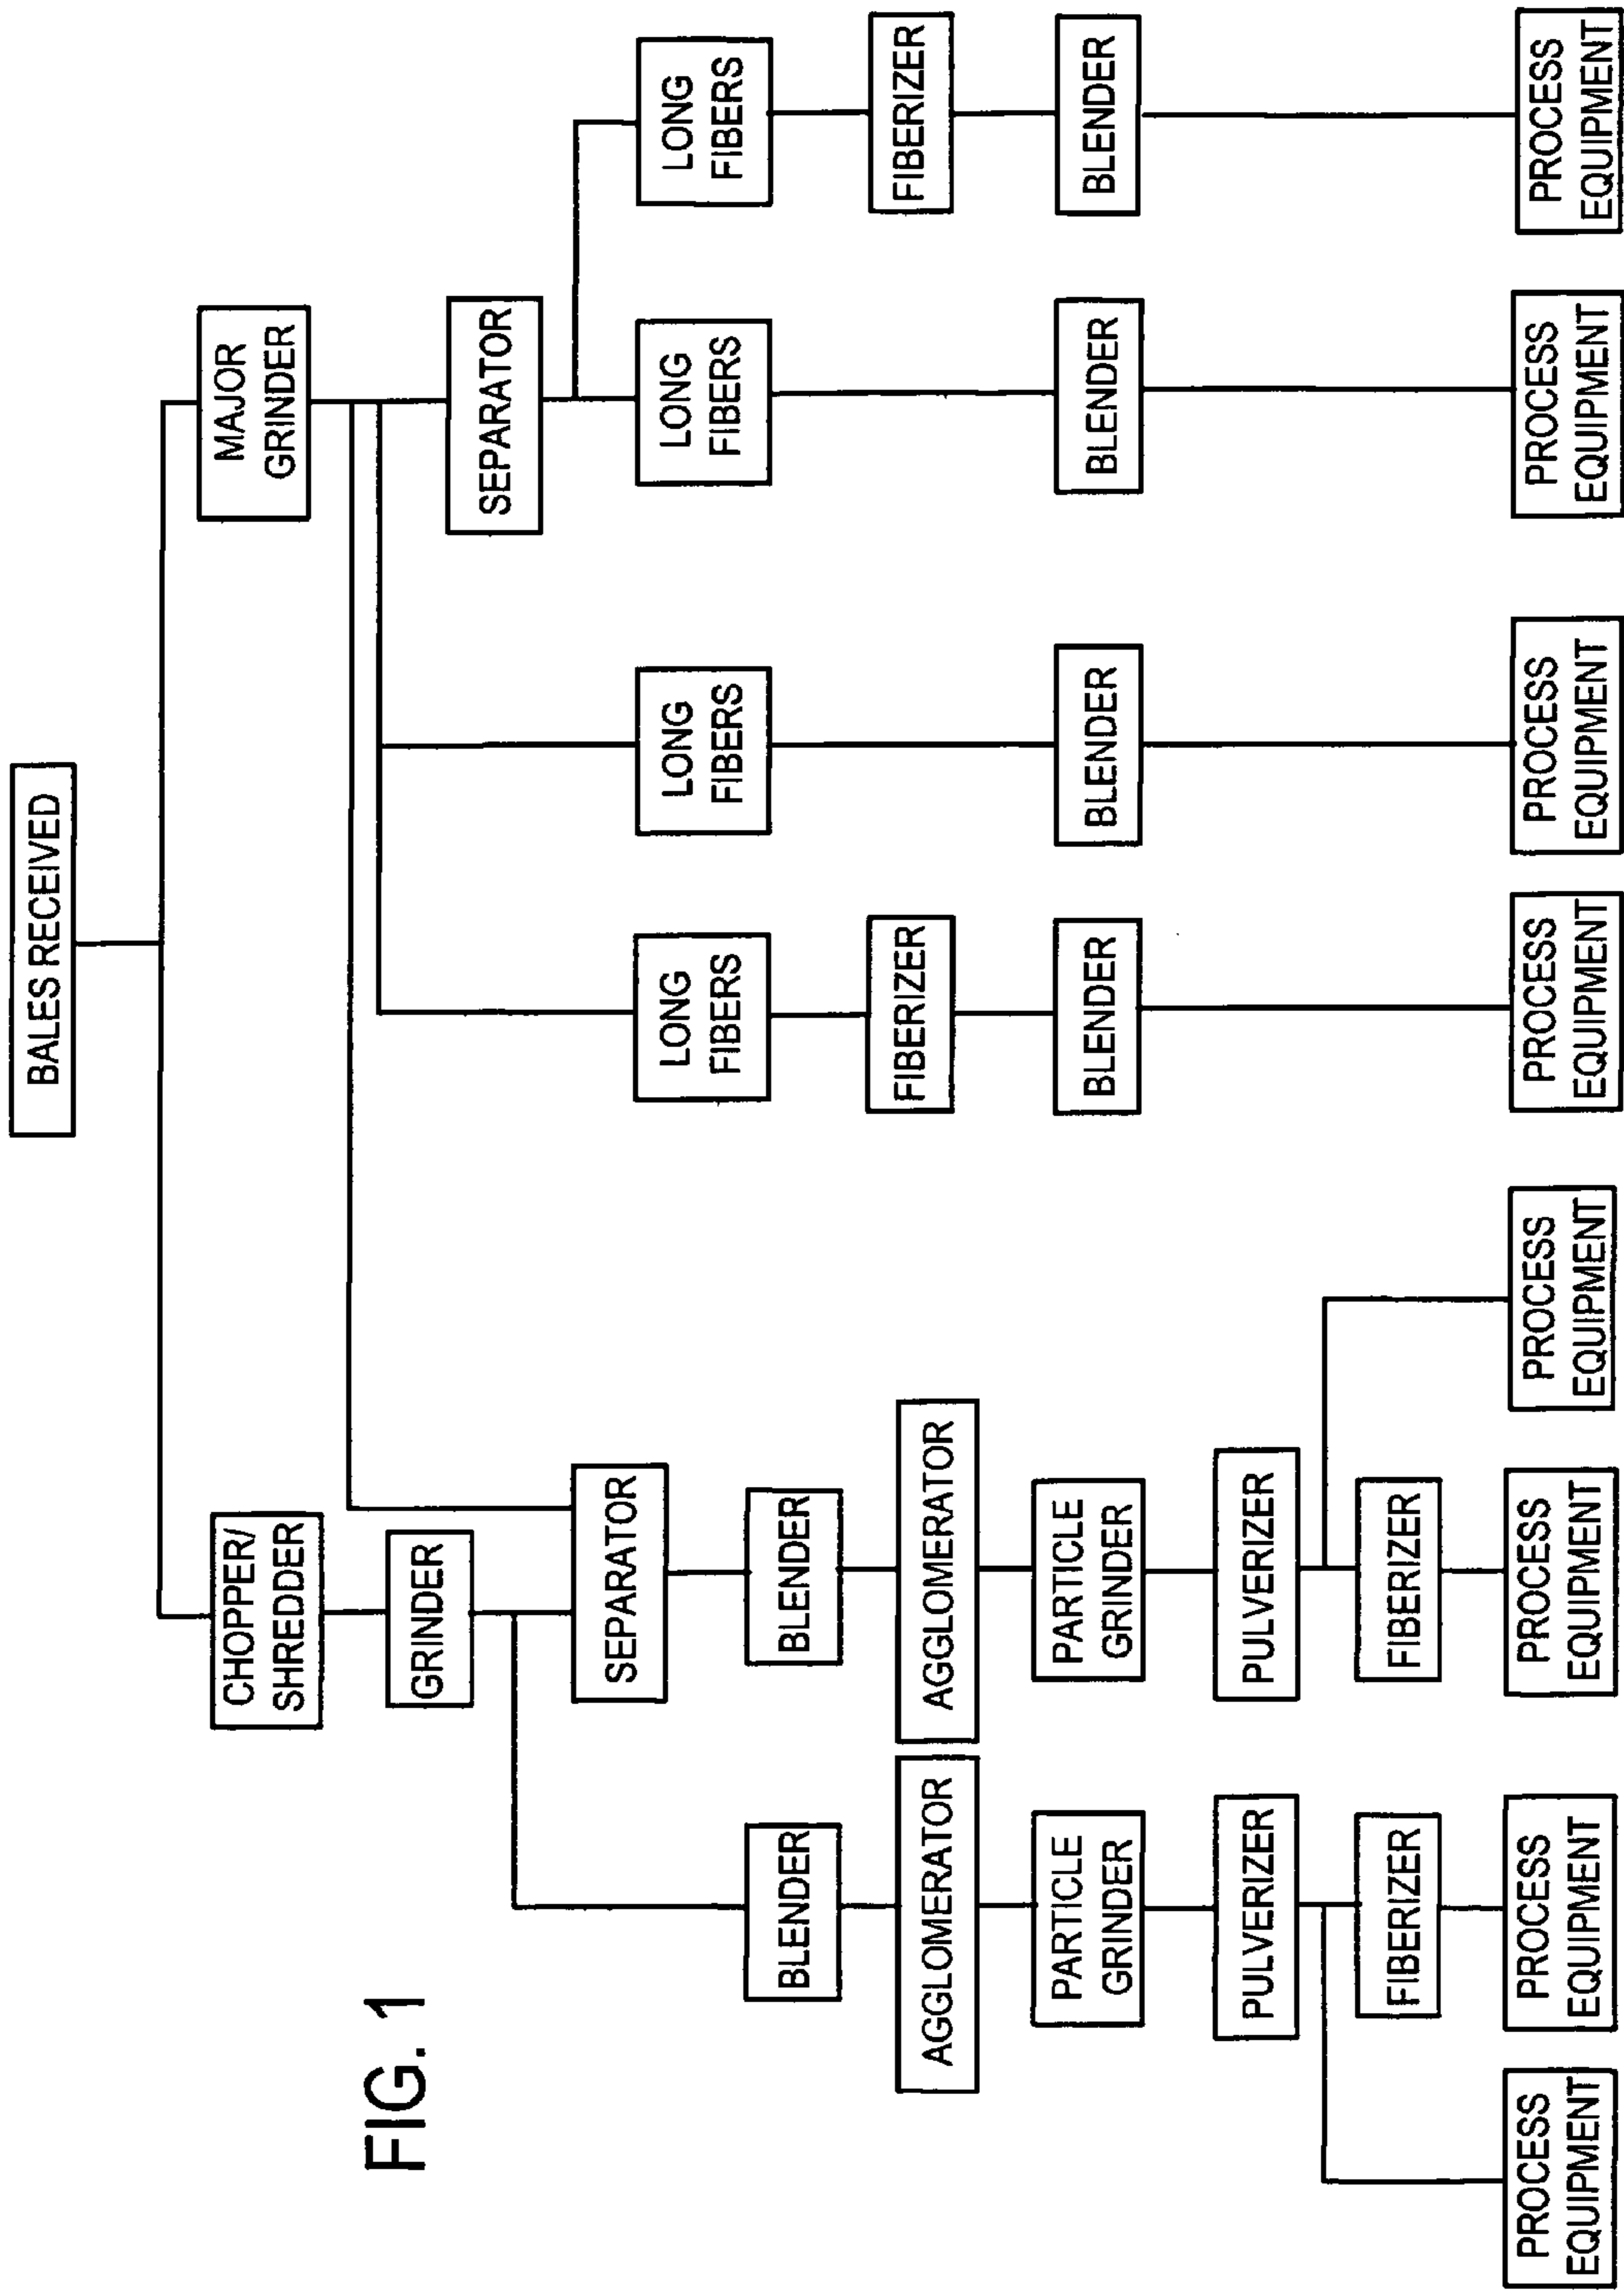 BALES RECEIVED
CHOPPER/
SHREDDER
MAJOR
GRINDER
FIG. 1
GRINDER
SEPARATOR
SEPARATOR
LONG
FIBERS
LONG
FIBERS
LONG
FIBERS
LONG
FIBERS
BLENDER
BLENDER
FIBERIZER
FIBERIZER
AGGLOMERATOR
AGGLOMERATOR
PARTICLE
GRINDER
PARTICLE
GRINDER
BLENDER
BLENDER
BLENDER
BLENDER
PULVERIZER
PULVERIZER
FIBERIZER
FIBERIZER
PROCESS
EQUIPMENT
PROCESS
EQUIPMENT
PROCESS
EQUIPMENT
PROCESS
EQUIPMENT
PROCESS
EQUIPMENT
PROCESS
EQUIPMENT
PROCESS
EQUIPMENT
PROCESS
EQUIPMENT